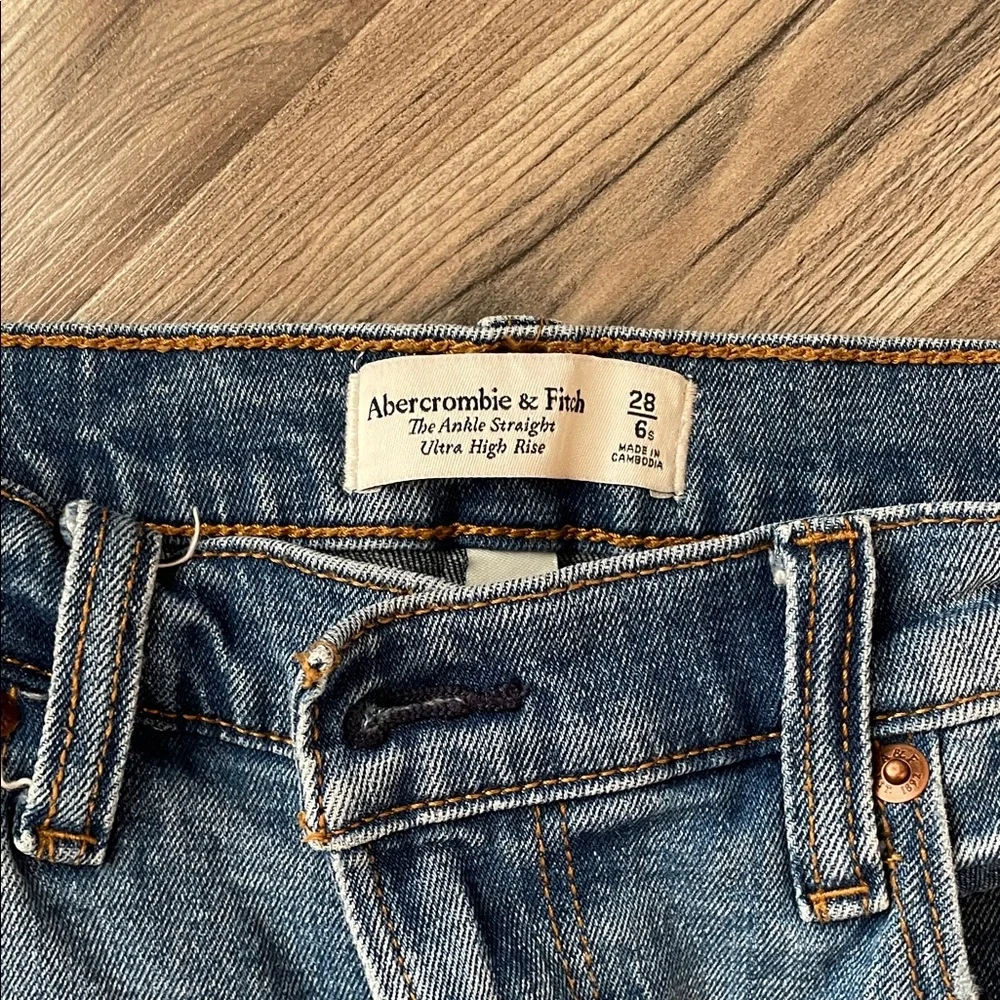 Abercrombie & Fitch
The Ankle Straight
Ultra High Rise
28
6s
MADE IN
CAMBODIA